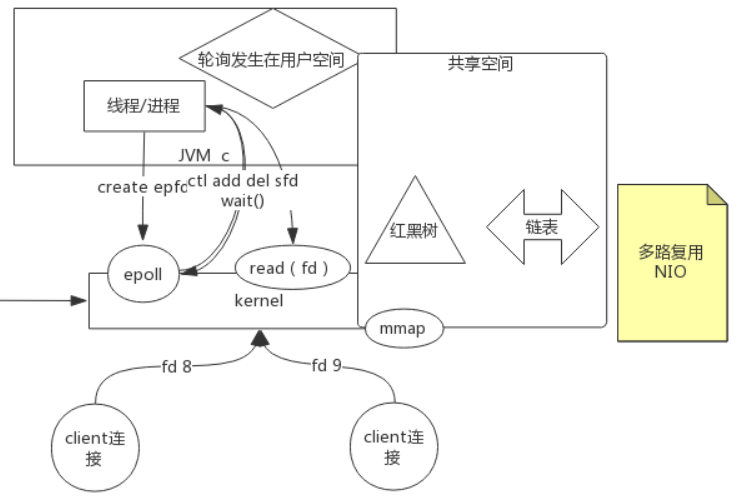 轮询发生在用户空间
共享空间
线程/进程
JVM c
create epfd
ctl add del sfd
wait()
红黑树
链表
多路复用
NIO
epoll
read ( fd )
kernel
mmap
fd 8
fd 9
client连
接
client连
接